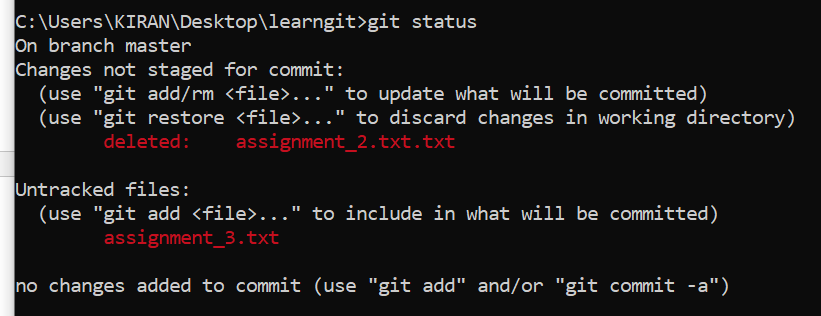 C:\Users\KIRAN\Desktop\learngit>git status
On branch master
Changes not staged for commit:
  (use "git add/rm <file>..." to update what will be committed)
  (use "git restore <file>..." to discard changes in working directory)
        deleted:    assignment_2.txt.txt

Untracked files:
  (use "git add <file>..." to include in what will be committed)
        assignment_3.txt

no changes added to commit (use "git add" and/or "git commit -a")